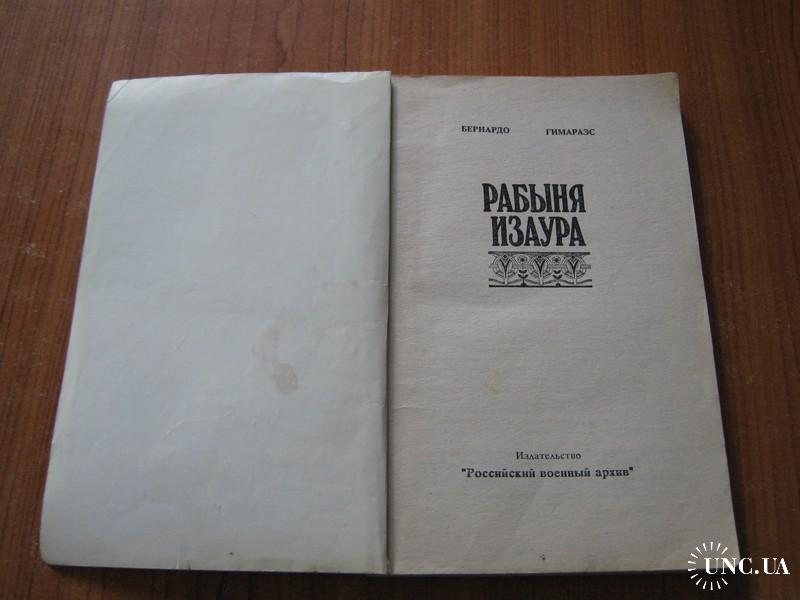 БЕРНАРДО ГИМАРАЭС
РАБЫНЯ
ИЗАУРА
Издательство
"Российский военный архив"
UNC.UA